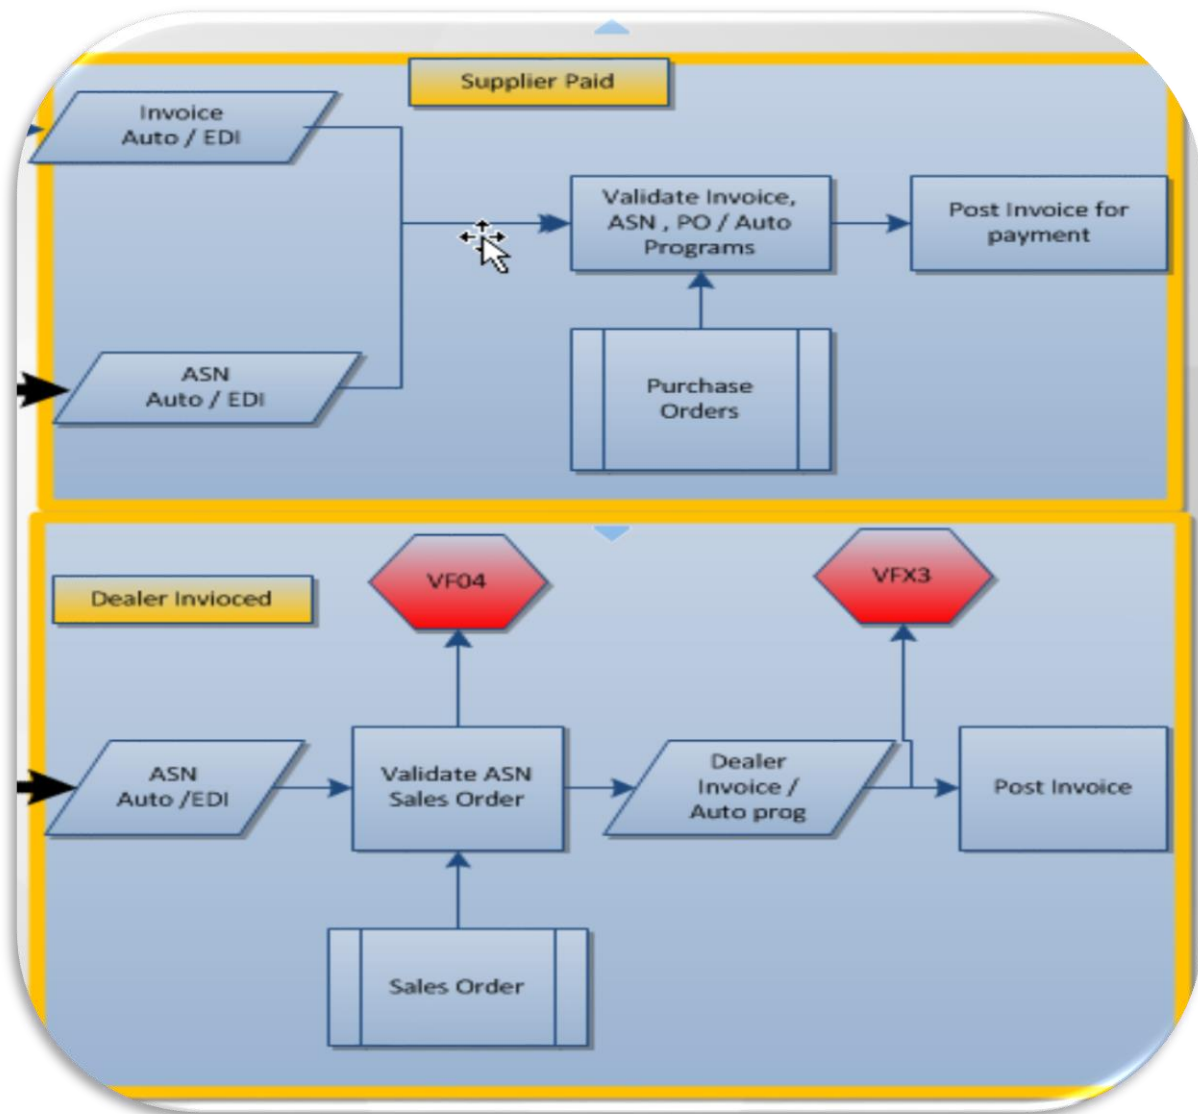 Supplier Paid
Invoice
Auto / EDI
Validate Invoice,
ASN , PO / Auto
Programs
Post Invoice for
payment
ASN
Auto / EDI
Purchase
Orders
Dealer Invioced
VF04
VFX3
ASN
Auto /EDI
Validate ASN
Sales Order
Dealer
Invoice /
Auto prog
Post Invoice
Sales Order